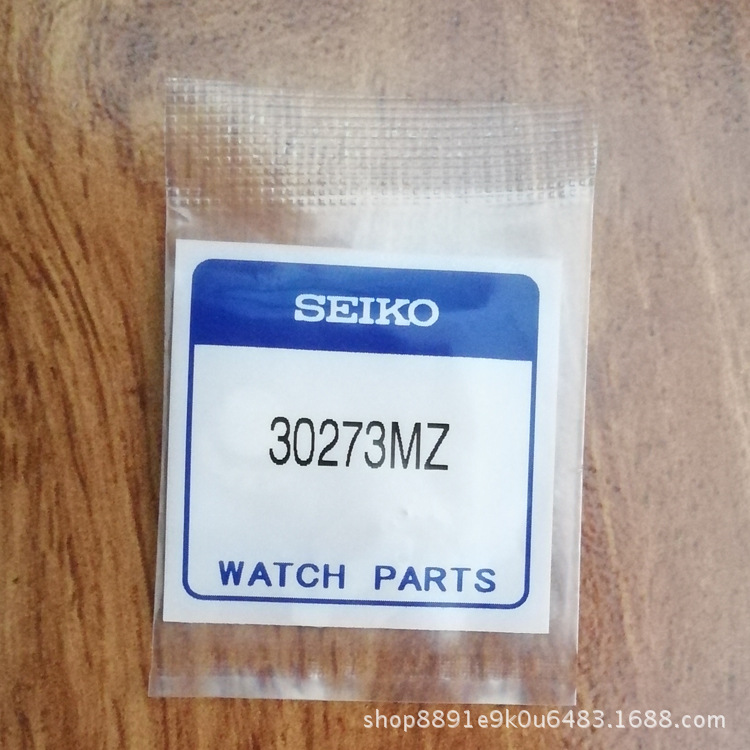 SEIKO
30273MZ
WATCH PARTS
shop8891e9k0u6483.1688.com